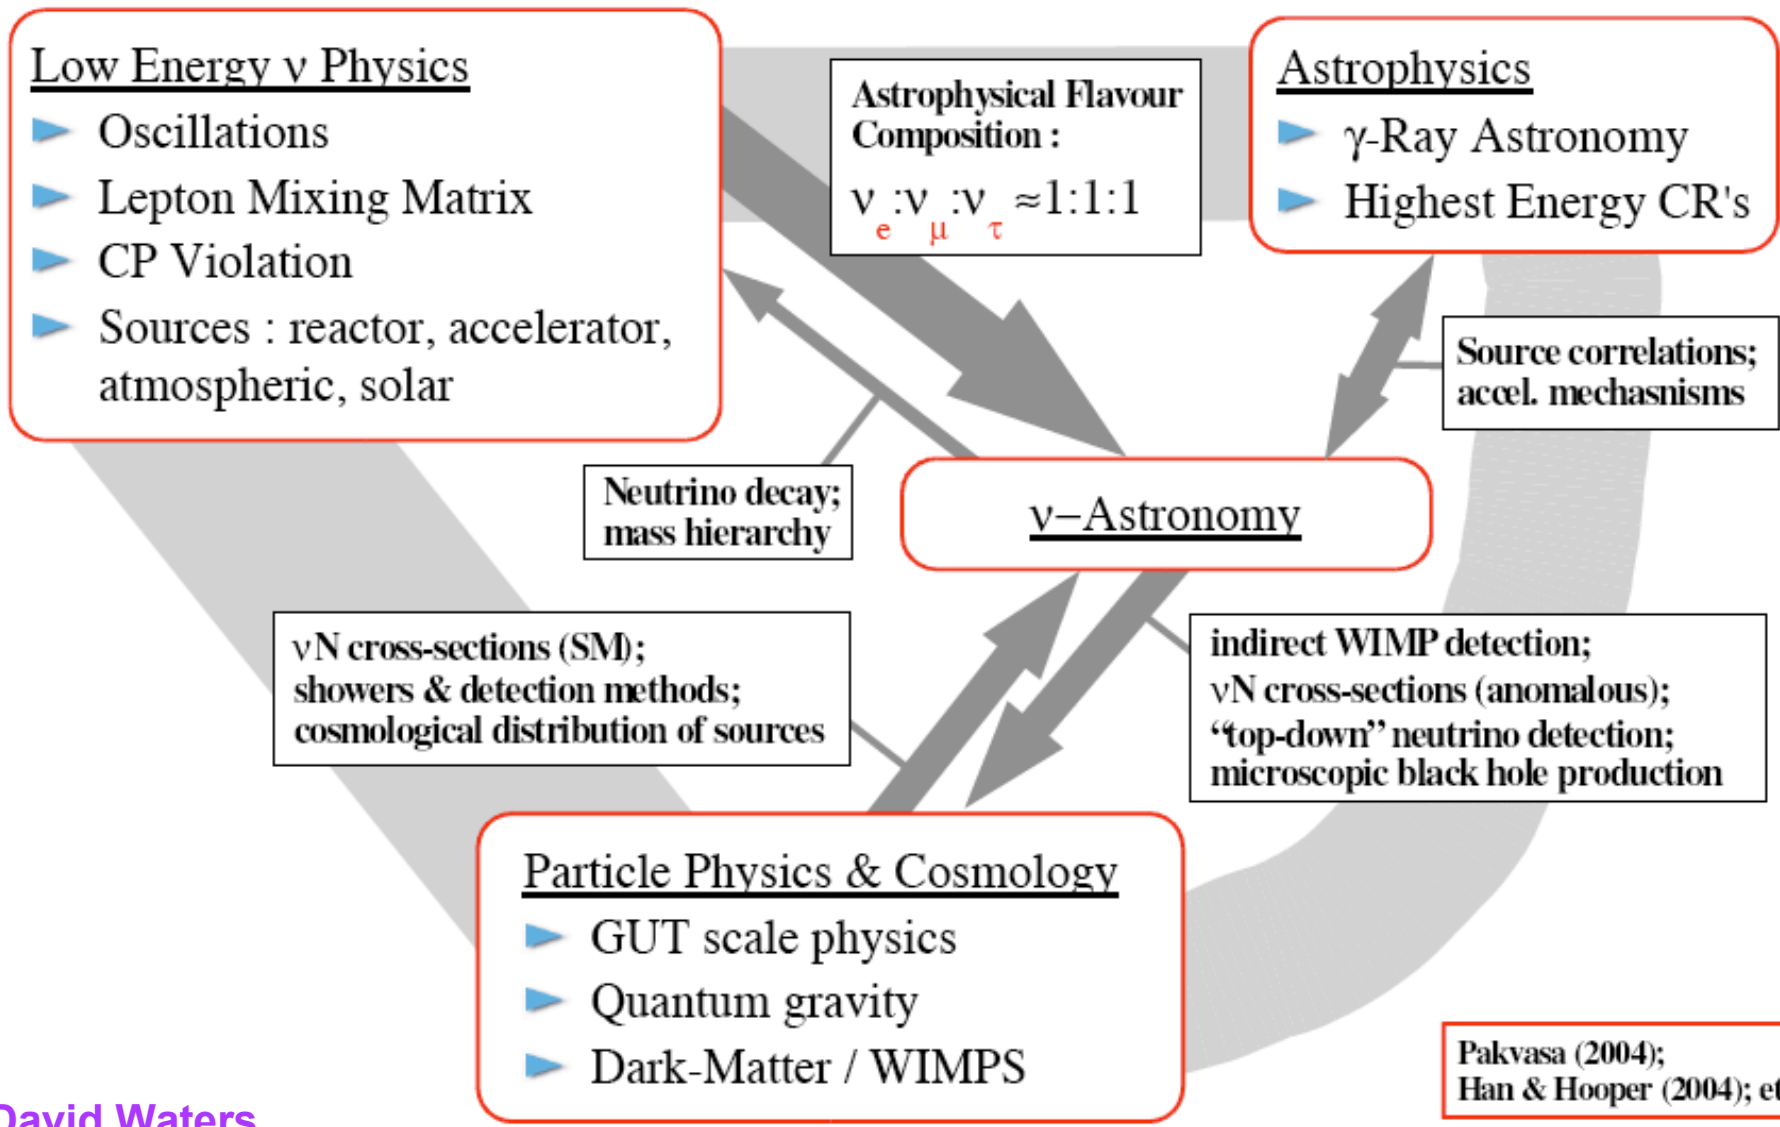 Low Energy ν Physics
Oscillations
Lepton Mixing Matrix
CP Violation
Sources : reactor, accelerator,
atmospheric, solar
Astrophysical Flavour
Composition :
νe:νμ:ντ ≈1:1:1
Astrophysics
γ-Ray Astronomy
Highest Energy CR's
Source correlations;
accel. mechasnisms
Neutrino decay;
mass hierarchy
ν–Astronomy
νN cross-sections (SM);
showers & detection methods;
cosmological distribution of sources
indirect WIMP detection;
νN cross-sections (anomalous);
“top-down” neutrino detection;
microscopic black hole production
Particle Physics & Cosmology
GUT scale physics
Quantum gravity
Dark-Matter / WIMPS
Pakvasa (2004);
Han & Hooper (2004); et
David Waters